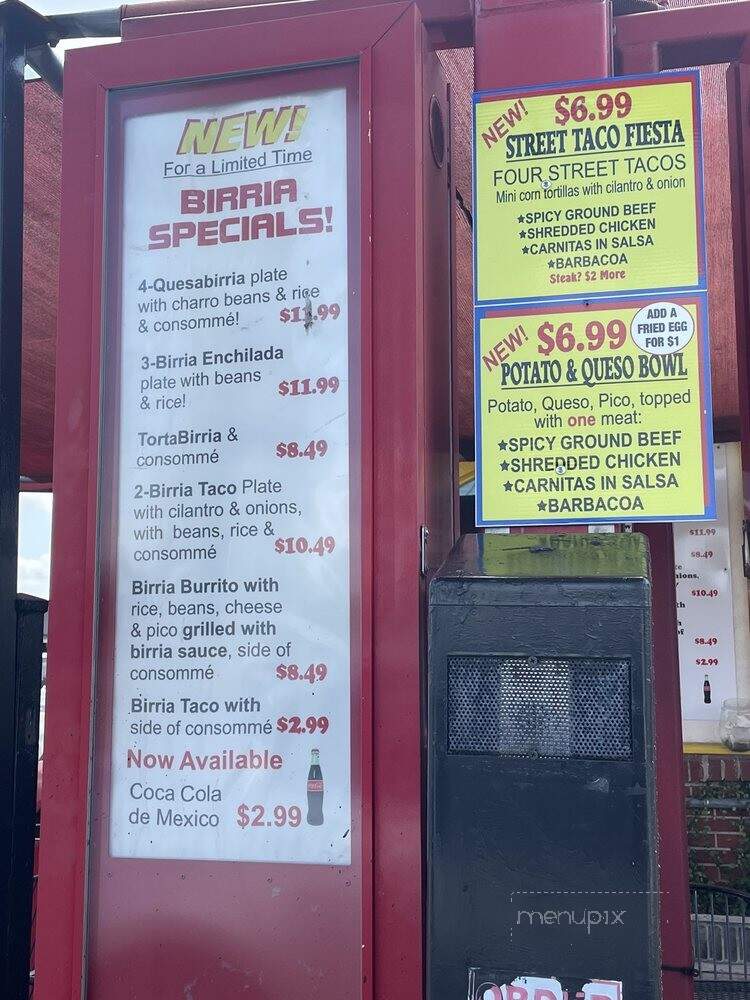 NEW!
For a Limited Time
BIRRIA
SPECIALS!
4-Quesabirria plate
with charro beans & rice
& consommé! $11.99
3-Birria Enchilada
plate with beans
& rice! $11.99
TortaBirria &
consommé $8.49
2-Birria Taco Plate
with cilantro & onions,
with beans, rice &
consommé $10.49
Birria Burrito with
rice, beans, cheese
& pico grilled with
birria sauce, side of
consommé $8.49
Birria Taco with
side of consommé $2.99
Now Available
Coca Cola
de Mexico $2.99
NEW! $6.99
STREET TACO FIESTA
FOUR STREET TACOS
Mini corn tortillas with cilantro & onion
★SPICY GROUND BEEF
★SHREDDED CHICKEN
★CARNITAS IN SALSA
★BARBACOA
Steak? $2 More
NEW! $6.99
ADD A
FRIED EGG
FOR $1
POTATO & QUESO BOWL
Potato, Queso, Pico, topped
with one meat:
★SPICY GROUND BEEF
★SHREDDED CHICKEN
★CARNITAS IN SALSA
★BARBACOA
$11.99
$8.49
$10.49
$8.49
$2.99
menupix